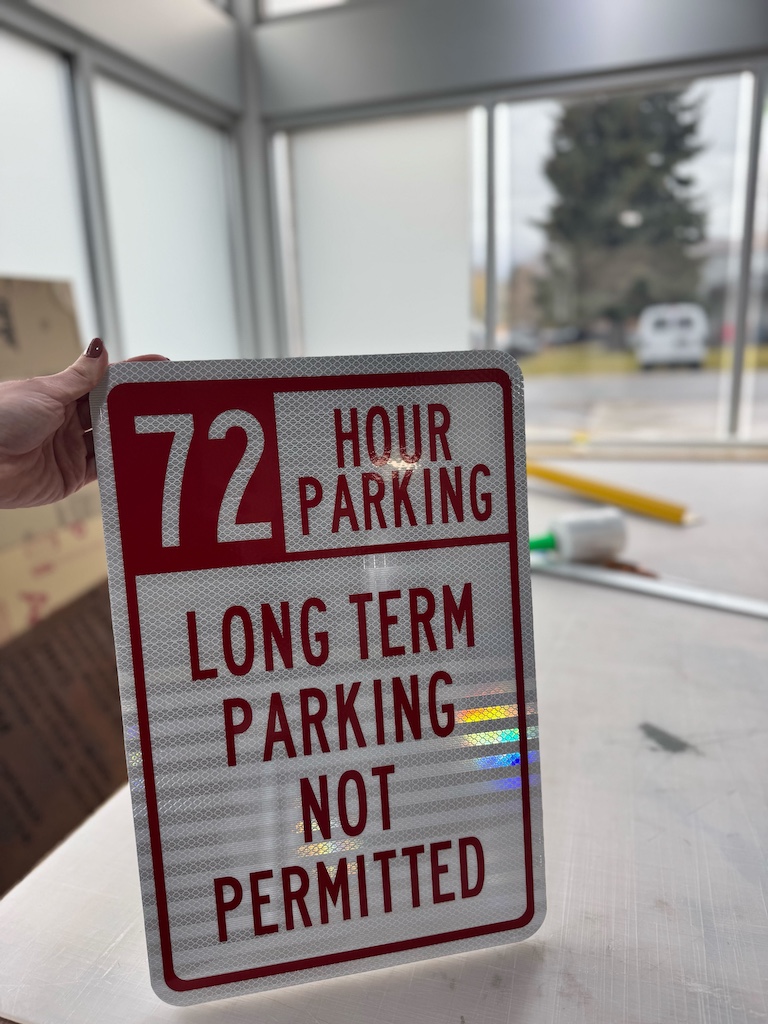 72
HOUR
PARKING
LONG TERM
PARKING
NOT
PERMITTED